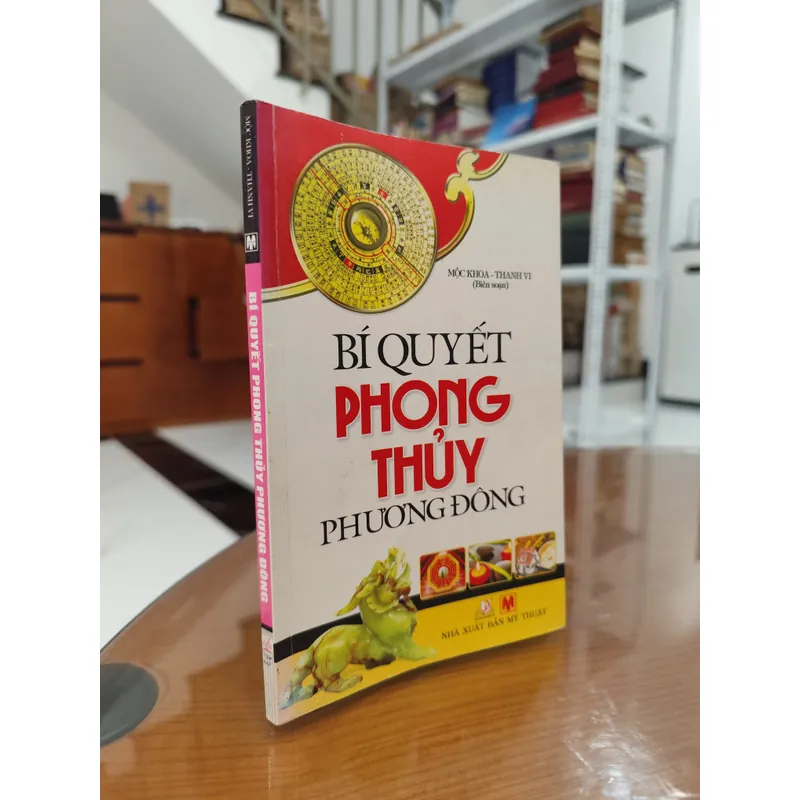 MỘC KHOA - THANH VI
BÍ QUYẾT PHONG THỦY PHƯƠNG ĐÔNG
MỘC KHOA - THANH VI
(Biên soạn)
BÍ QUYẾT
PHONG
THỦY
PHƯƠNG ĐÔNG
NHÀ XUẤT BẢN MỸ THUẬT